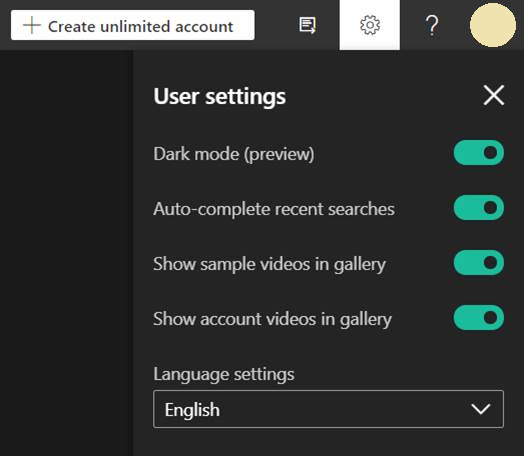 Create unlimited account
?
User settings
Dark mode (preview)
Auto-complete recent searches
Show sample videos in gallery
Show account videos in gallery
Language settings
English